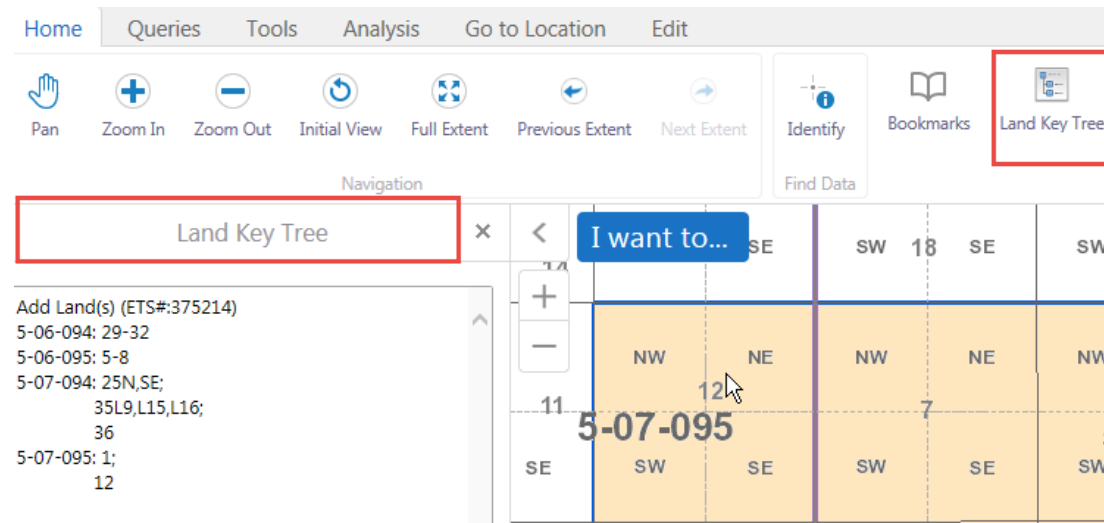 Home Queries Tools Analysis Go to Location Edit
Pan Zoom In Zoom Out Initial View Full Extent Previous Extent Next Extent Identify Bookmarks Land Key Tree
Navigation Find Data
Land Key Tree
I want to...
SE SW 18 SE SW
Add Land(s) (ETS#:375214)
5-06-094: 29-32
5-06-095: 5-8
5-07-094: 25N,SE;
35L9,L15,L16;
36
5-07-095: 1;
12
NW NE NW NE NW
12
11 7
5-07-095
SE SW SE SW SE SW